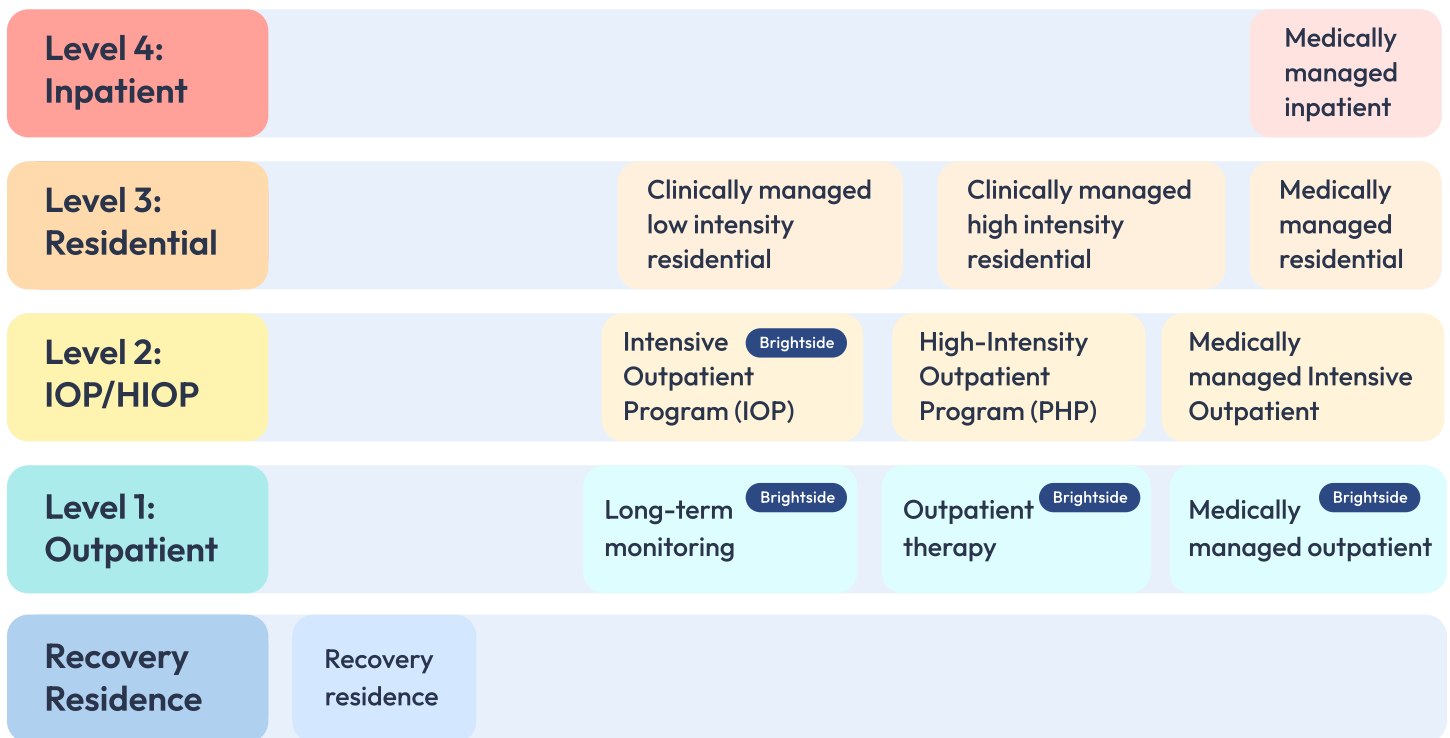 Level 4:
Inpatient
Medically
managed
inpatient
Level 3:
Residential
Clinically managed
low intensity
residential
Clinically managed
high intensity
residential
Medically
managed
residential
Level 2:
IOP/HIOP
Intensive Brightside
Outpatient
Program (IOP)
High-Intensity
Outpatient
Program (PHP)
Medically
managed Intensive
Outpatient
Level 1:
Outpatient
Long-term Brightside
monitoring
Outpatient Brightside
therapy
Medically Brightside
managed outpatient
Recovery
Residence
Recovery
residence